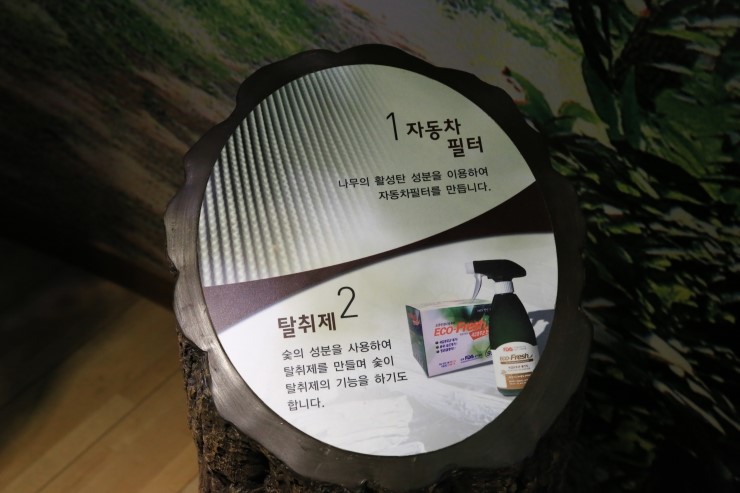 1 자동차
필터
나무의 활성탄 성분을 이용하여
자동차필터를 만듭니다.
탈취제 2
숯의 성분을 사용하여
탈취제를 만들며 숯이
탈취제의 기능을 하기도
합니다.
ECO-Fresh
eco-Fresh